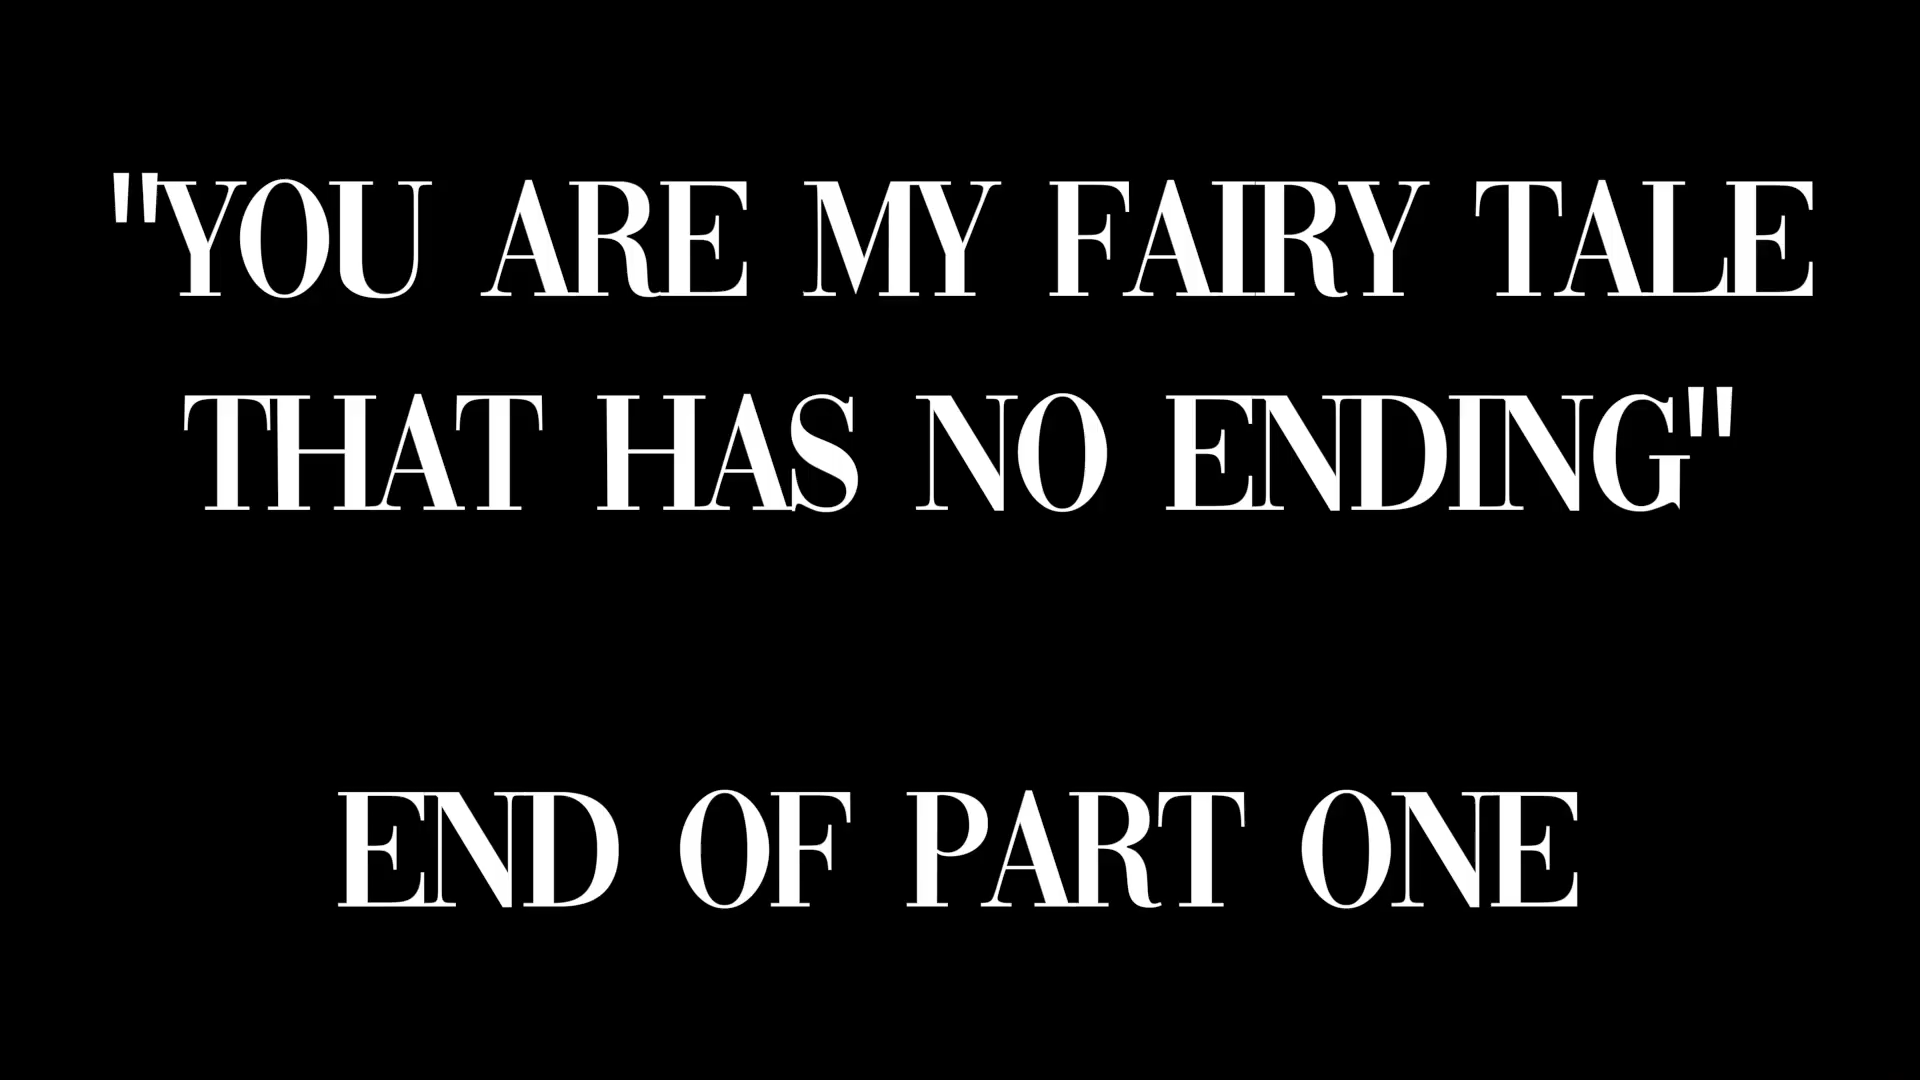 "YOU ARE MY FAIRY TALE
THAT HAS NO ENDING"
END OF PART ONE